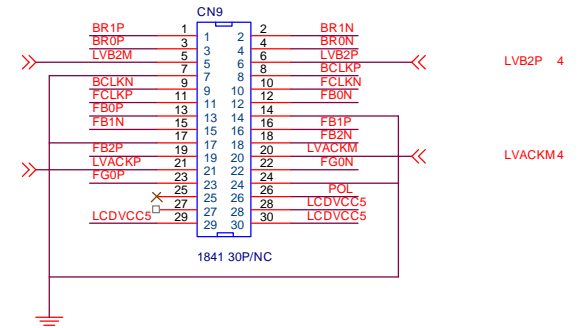 CN9
BR1P 1 1 2 2 BR1N
BR0P 3 3 4 4 BR0N
LVB2M 5 5 6 6 LVB2P LVB2P 4
7 7 8 8 BCLKP
BCLKN 9 9 10 10 FCLKN
FCLKP 11 11 12 12 FB0N
FB0P 13 13 14 14
FB1N 15 15 16 16 FB1P
17 17 18 18 FB2N
FB2P 19 19 20 20 LVACKM LVACKM 4
LVACKP 21 21 22 22 FG0N
FG0P 23 23 24 24
25 25 26 26 POL
27 27 28 28 LCDVCC5
LCDVCC5 29 29 30 30 LCDVCC5
1841 30P/NC